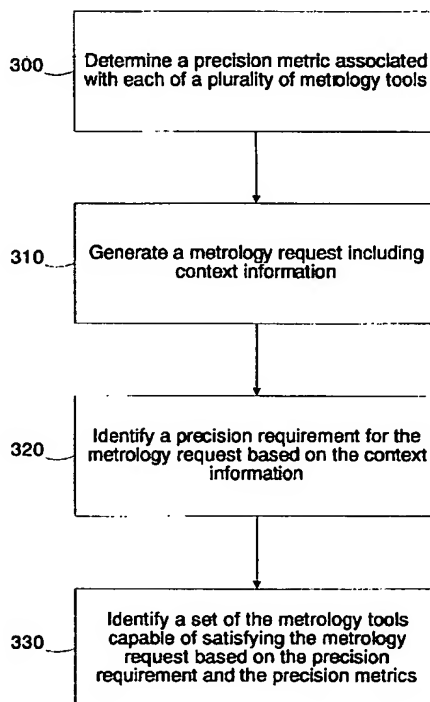 300
Determine a precision metric associated
with each of a plurality of metrology tools
310
Generate a metrology request including
context information
320
Identify a precision requirement for the
metrology request based on the context
information
330
Identify a set of the metrology tools
capable of satisfying the metrology
request based on the precision
requirement and the precision metrics